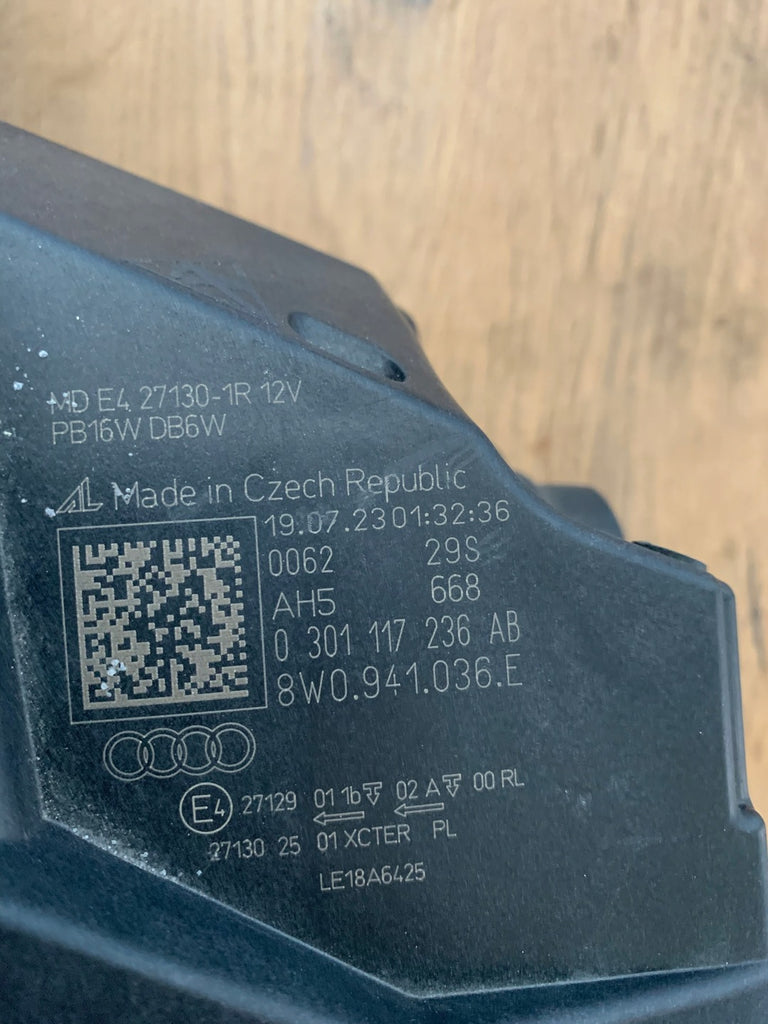 MD E4 27130-1R 12V
PB16W DB6W
AL Made in Czech Republic
19.07.23 01:32:36
0062 29S
AH5 668
0 301 117 236 AB
8W0.941.036.E
E4 27129 01 1b 02 A 00 RL
27130 25 01 XCTER PL
LE18A6425